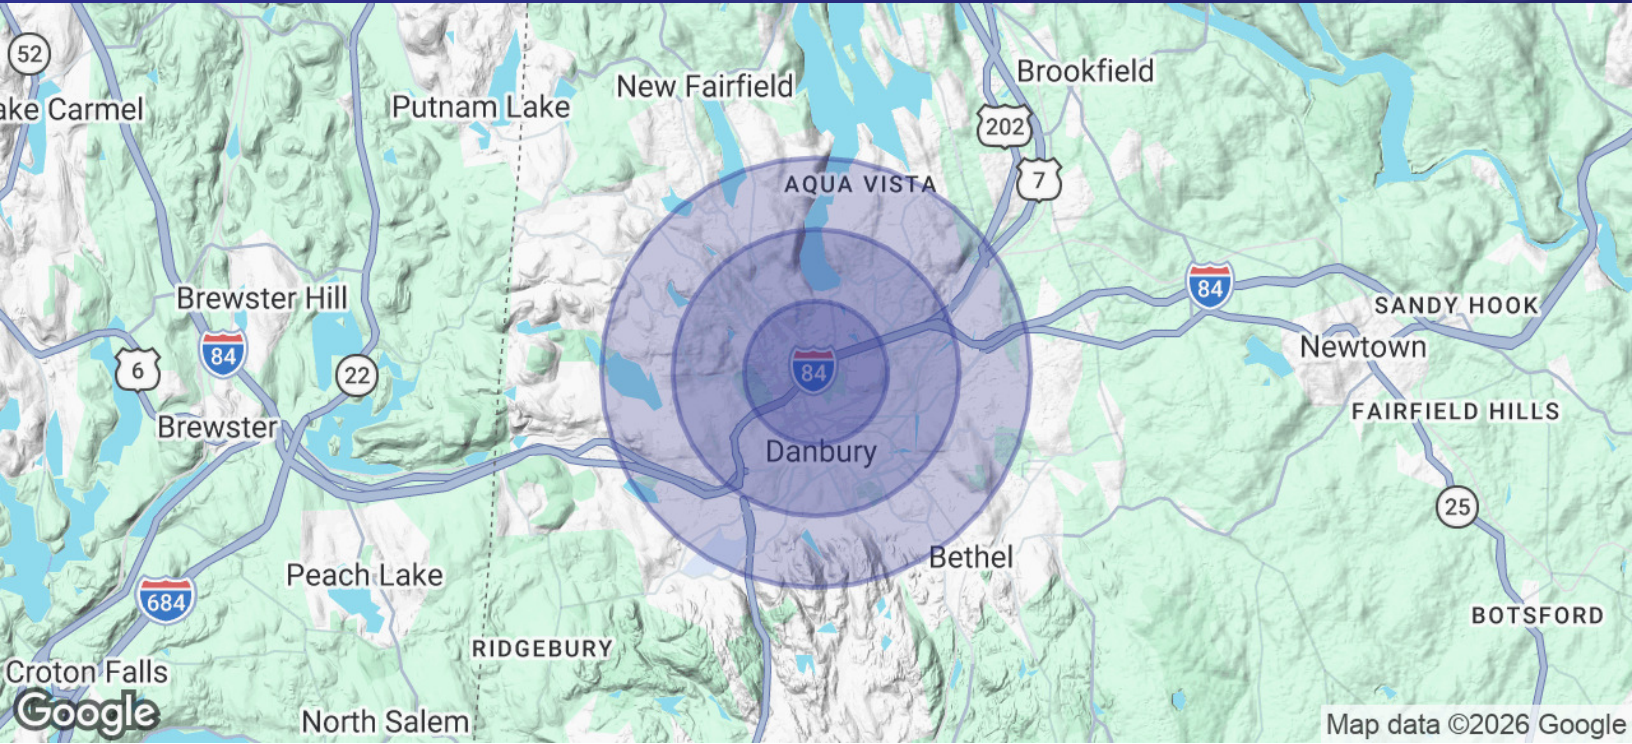 52
ake Carmel
Putnam Lake
New Fairfield
Brookfield
202
7
AQUA VISTA
84
Brewster Hill
84
6
22
84
SANDY HOOK
Newtown
FAIRFIELD HILLS
Brewster
Danbury
25
Bethel
Peach Lake
684
BOTSFORD
RIDGEBURY
Croton Falls
Google
North Salem
Map data ©2026 Google